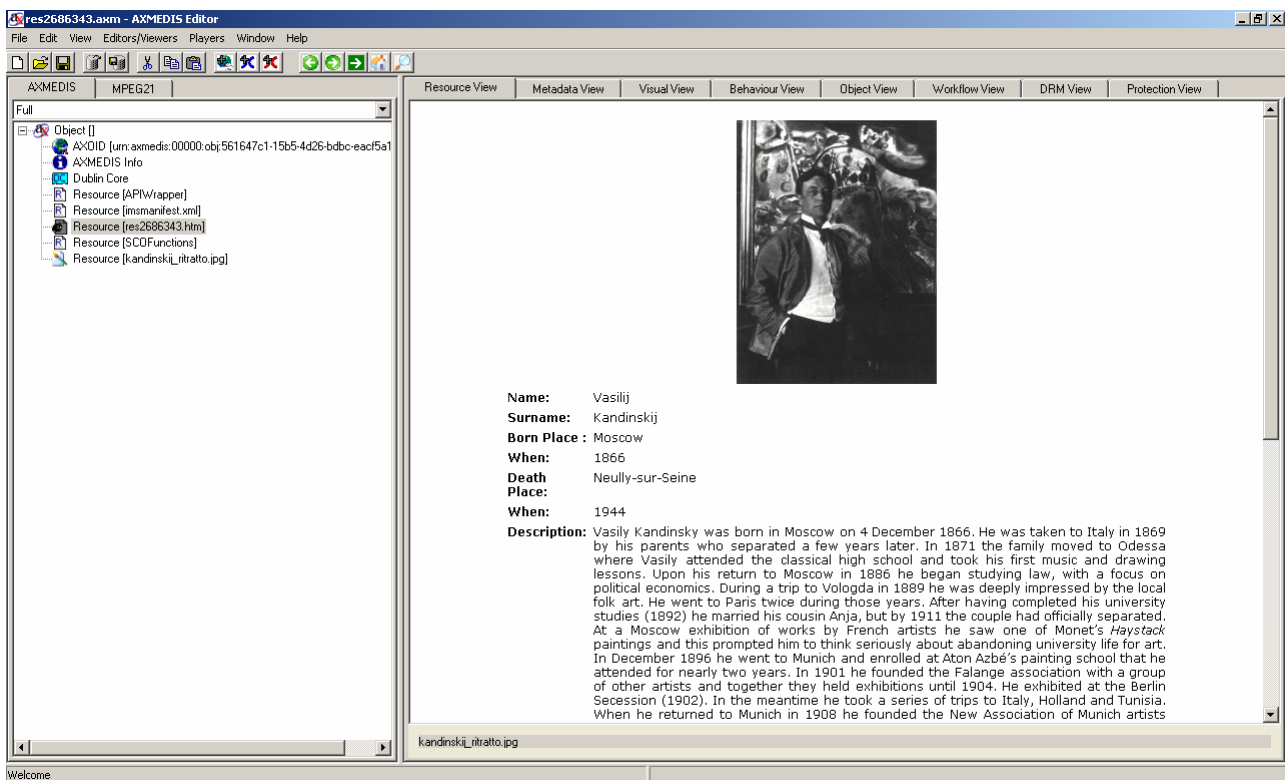 res2686343.axm - AXMEDIS Editor
File Edit View Editors/Viewers Players Window Help
AXMEDIS MPEG21
Full
Object []
AXOID [urn:axmedis:00000:obj:561647c1-15b5-4d26-bdbc-eacf5a1
AXMEDIS Info
Dublin Core
Resource [APIWrapper]
Resource [imsmanifest.xml]
Resource [res2686343.htm]
Resource [SCOFunctions]
Resource [kandinskij_ritratto.jpg]
Resource View Metadata View Visual View Behaviour View Object View Workflow View DRM View Protection View
Name: Vasilij
Surname: Kandinskij
Born Place : Moscow
When: 1866
Death Place: Neully-sur-Seine
When: 1944
Description: Vasily Kandinsky was born in Moscow on 4 December 1866. He was taken to Italy in 1869
by his parents who separated a few years later. In 1871 the family moved to Odessa
where Vasily attended the classical high school and took his first music and drawing
lessons. Upon his return to Moscow in 1886 he began studying law, with a focus on
political economics. During a trip to Vologda in 1889 he was deeply impressed by the local
folk art. He went to Paris twice during those years. After having completed his university
studies (1892) he married his cousin Anja, but by 1911 the couple had officially separated.
At a Moscow exhibition of works by French artists he saw one of Monet's Haystack
paintings and this prompted him to think seriously about abandoning university life for art.
In December 1896 he went to Munich and enrolled at Aton Azbé's painting school that he
attended for nearly two years. In 1901 he founded the Falange association with a group
of other artists and together they held exhibitions until 1904. He exhibited at the Berlin
Secession (1902). In the meantime he took a series of trips to Italy, Holland and Tunisia.
When he returned to Munich in 1908 he founded the New Association of Munich artists
kandinskij_ritratto.jpg
Welcome